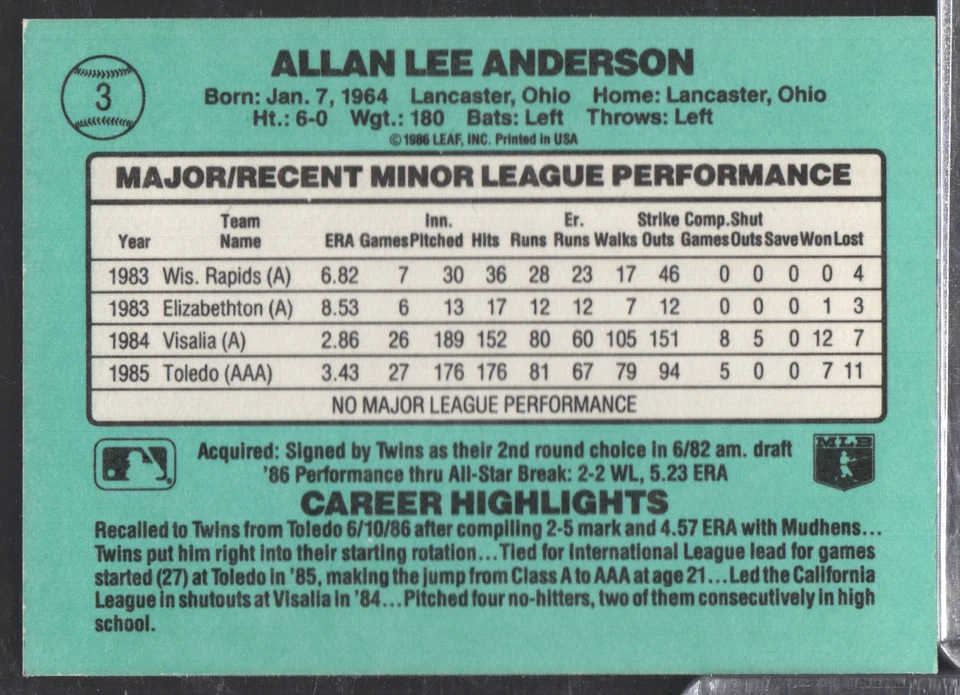 3
ALLAN LEE ANDERSON
Born: Jan. 7, 1964 Lancaster, Ohio Home: Lancaster, Ohio
Ht.: 6-0 Wgt.: 180 Bats: Left Throws: Left
© 1986 LEAF, INC. Printed in USA
MAJOR/RECENT MINOR LEAGUE PERFORMANCE
Team Inn. Er. Strike Comp. Shut
Year Name ERA Games Pitched Hits Runs Runs Walks Outs Games Outs Save Won Lost
1983 Wis. Rapids (A) 6.82 7 30 36 28 23 17 46 0 0 0 0 4
1983 Elizabethton (A) 8.53 6 13 17 12 12 7 12 0 0 0 1 3
1984 Visalia (A) 2.86 26 189 152 80 60 105 151 8 5 0 12 7
1985 Toledo (AAA) 3.43 27 176 176 81 67 79 94 5 0 0 7 11
NO MAJOR LEAGUE PERFORMANCE
Acquired: Signed by Twins as their 2nd round choice in 6/82 am. draft
'86 Performance thru All-Star Break: 2-2 WL, 5.23 ERA
MLB
CAREER HIGHLIGHTS
Recalled to Twins from Toledo 6/10/86 after compiling 2-5 mark and 4.57 ERA with Mudhens...
Twins put him right into their starting rotation...Tied for International League lead for games
started (27) at Toledo in '85, making the jump from Class A to AAA at age 21...Led the California
League in shutouts at Visalia in '84...Pitched four no-hitters, two of them consecutively in high
school.